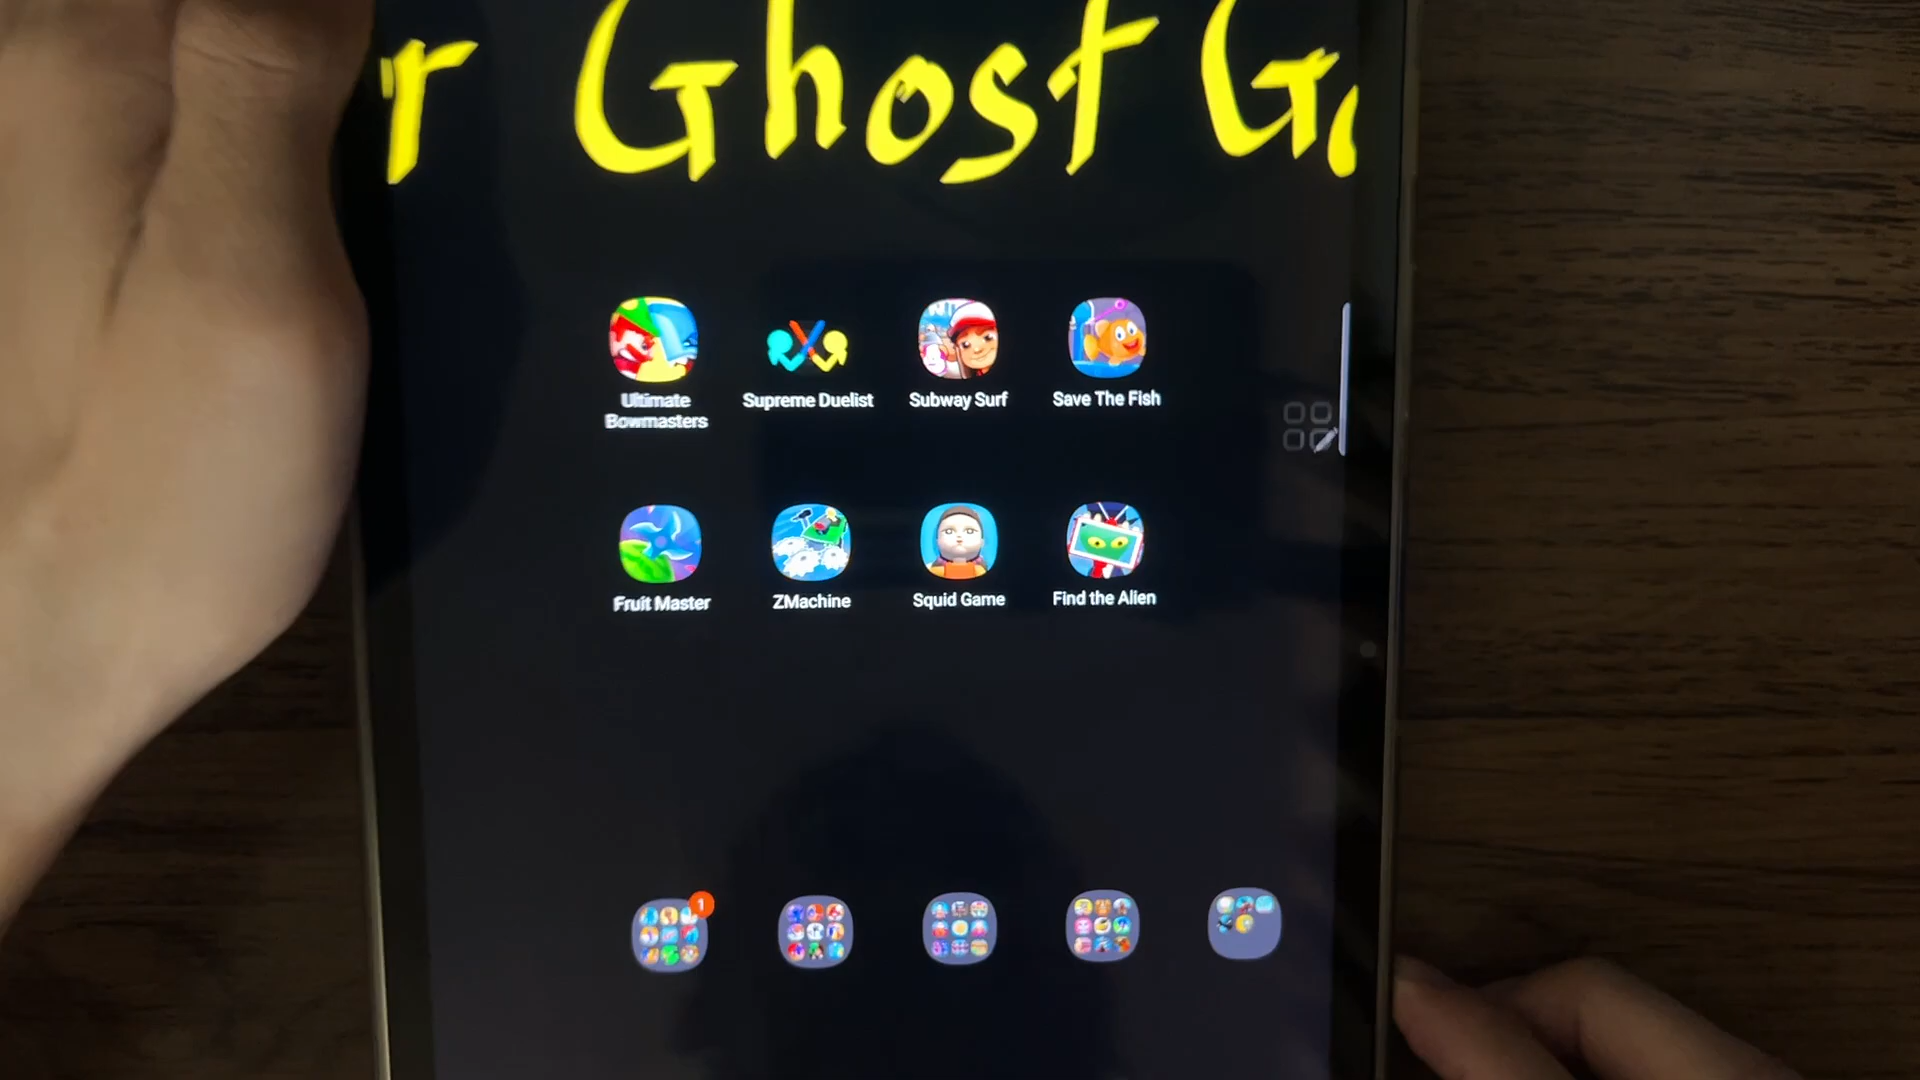 r Ghost Ga
Ultimate Bowmasters
Supreme Duelist
Subway Surf
Save The Fish
Fruit Master
ZMachine
Squid Game
Find the Alien
1